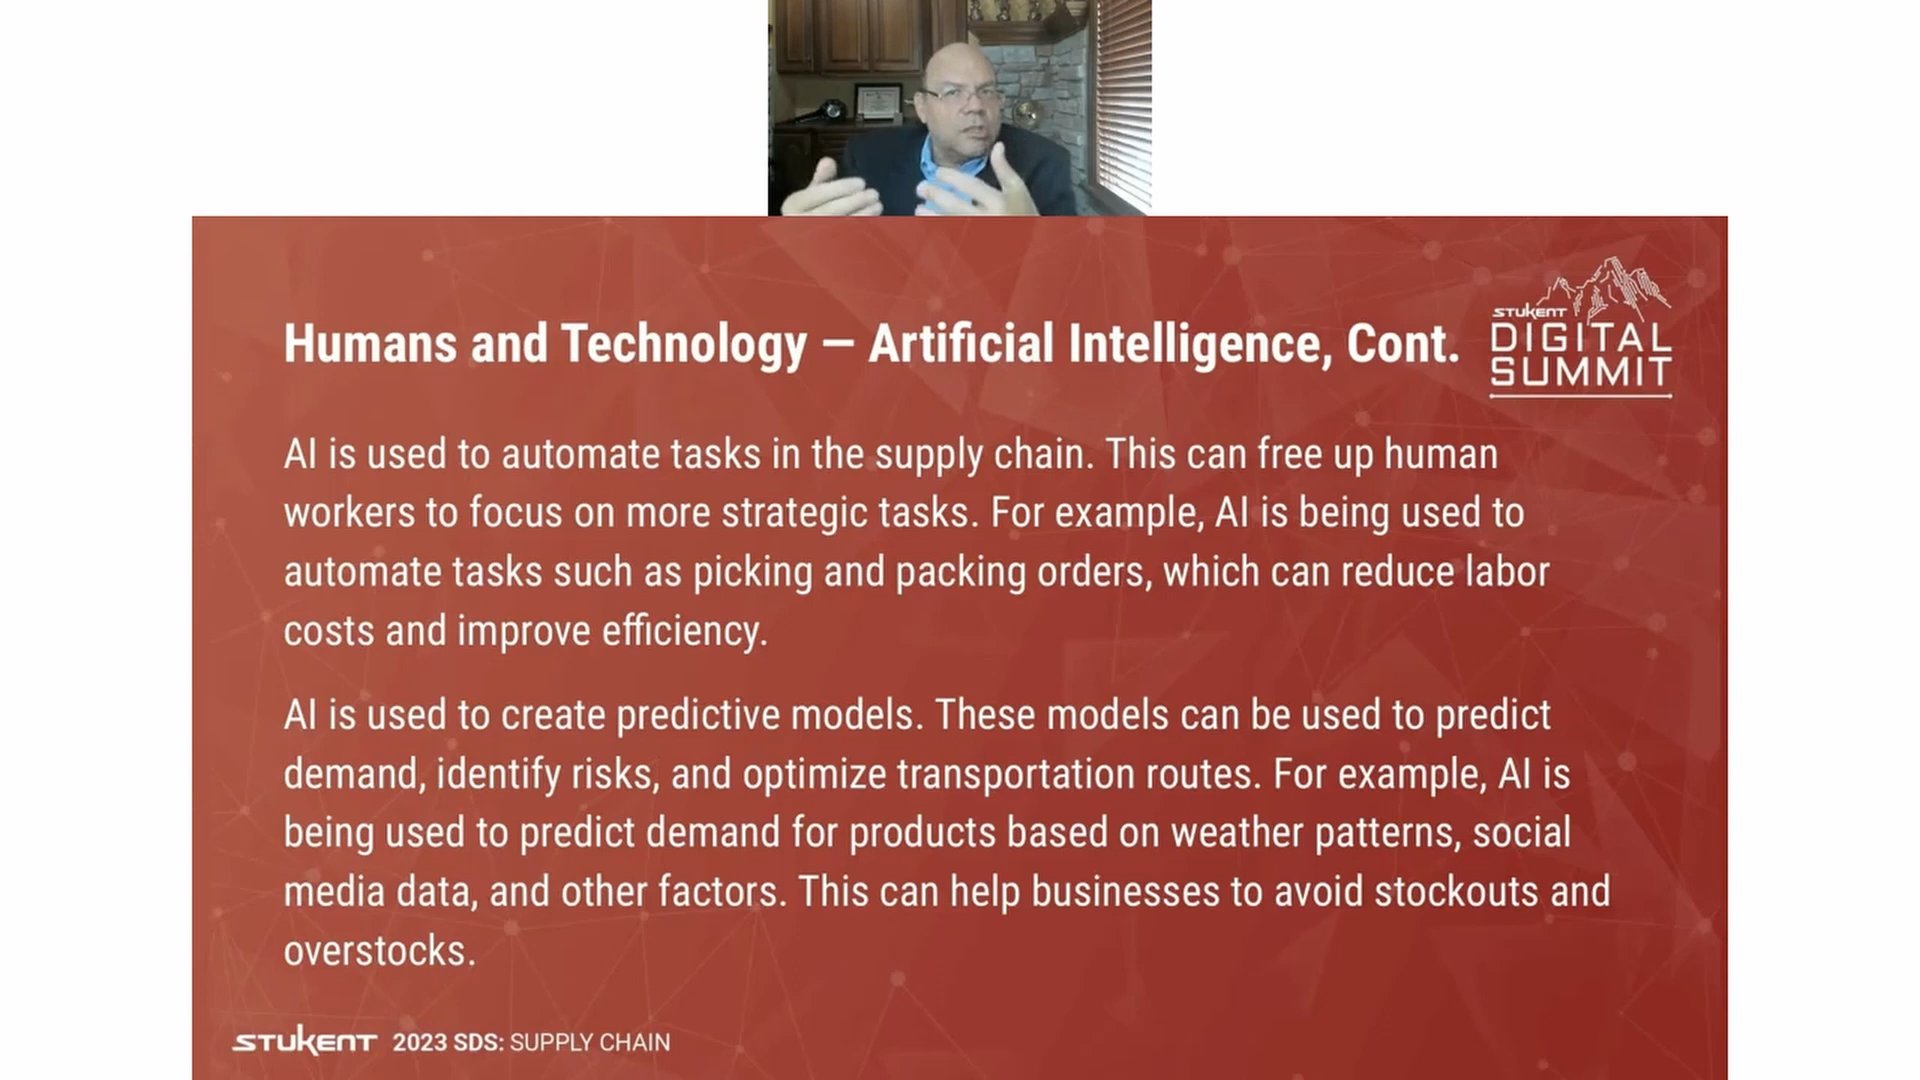 Humans and Technology — Artificial Intelligence, Cont.
STUKENT
DIGITAL
SUMMIT
AI is used to automate tasks in the supply chain. This can free up human
workers to focus on more strategic tasks. For example, AI is being used to
automate tasks such as picking and packing orders, which can reduce labor
costs and improve efficiency.
AI is used to create predictive models. These models can be used to predict
demand, identify risks, and optimize transportation routes. For example, AI is
being used to predict demand for products based on weather patterns, social
media data, and other factors. This can help businesses to avoid stockouts and
overstocks.
STUKENT 2023 SDS: SUPPLY CHAIN